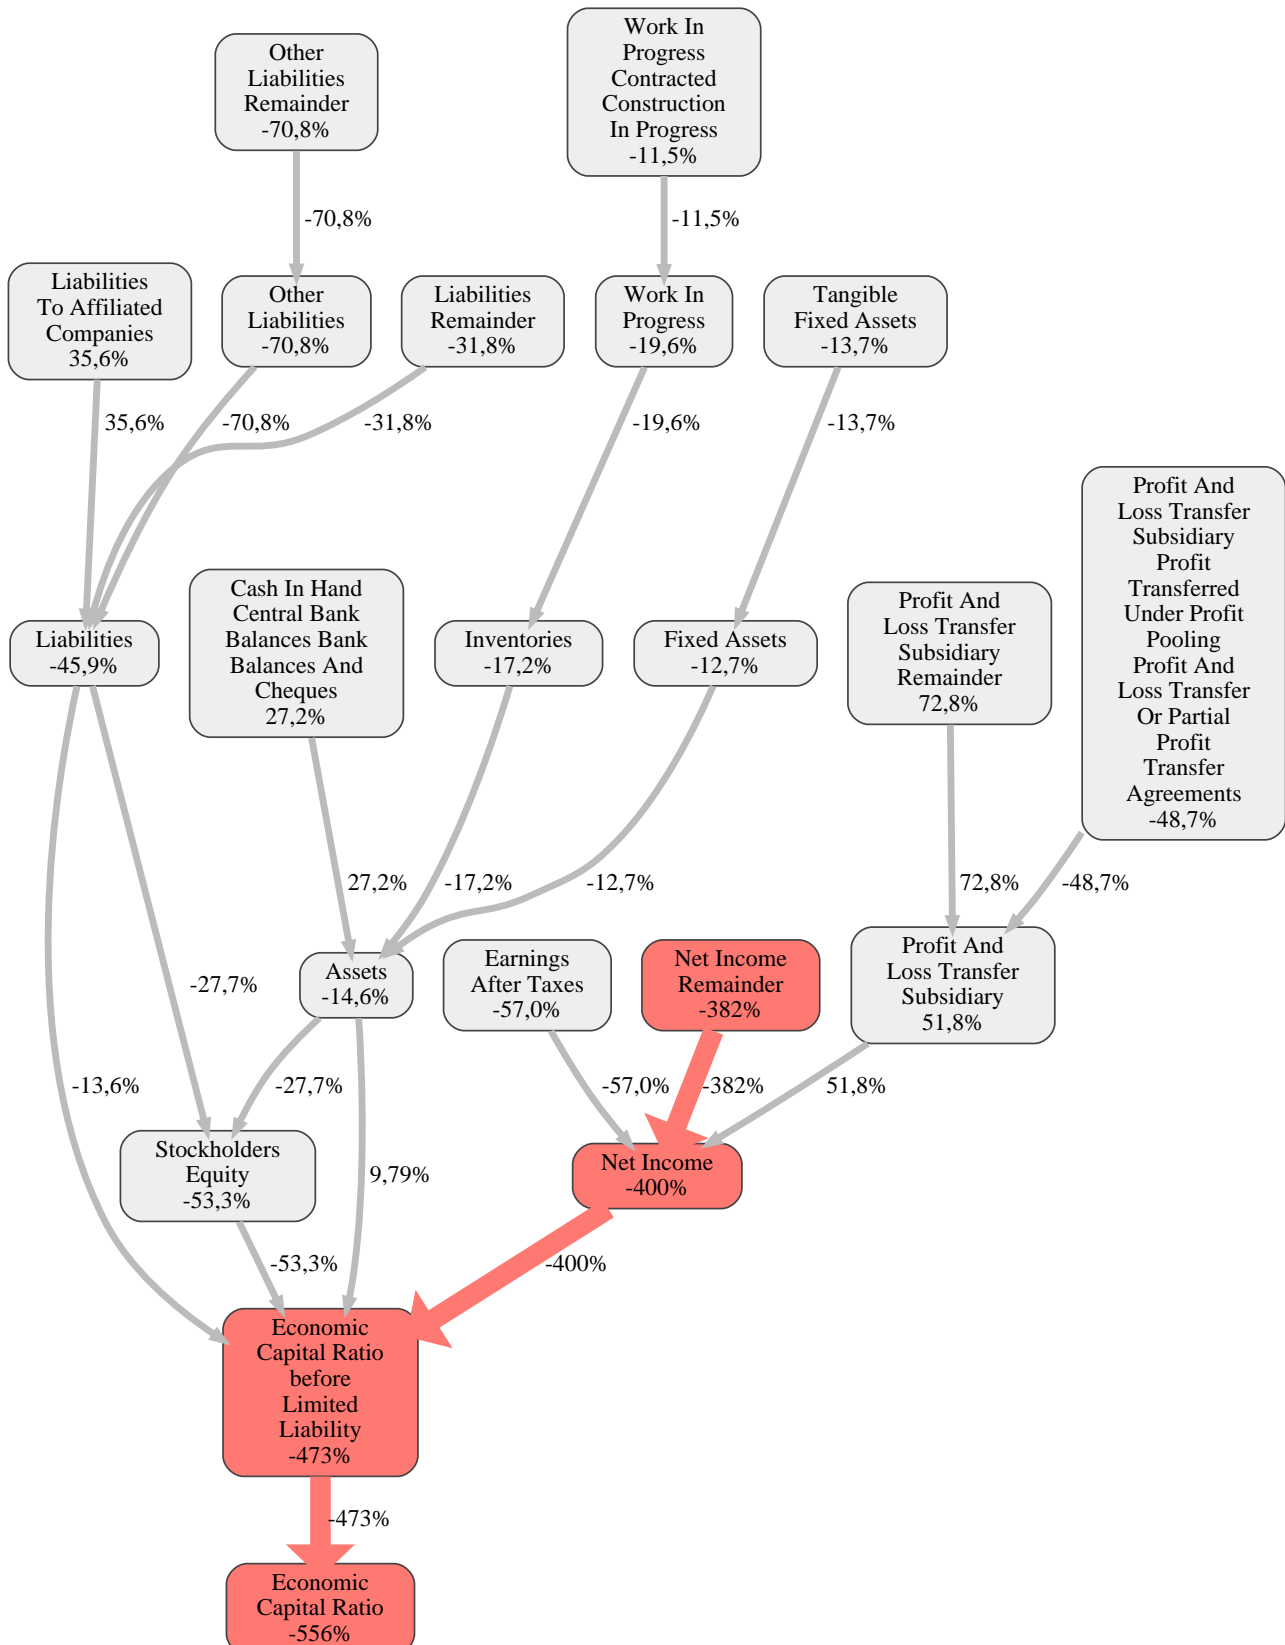 Other
Liabilities
Remainder
-70,8%
Work In
Progress
Contracted
Construction
In Progress
-11,5%
-70,8%
-11,5%
Liabilities
To Affiliated
Companies
35,6%
Other
Liabilities
-70,8%
Liabilities
Remainder
-31,8%
Work In
Progress
-19,6%
Tangible
Fixed Assets
-13,7%
35,6%
-70,8%
-31,8%
-19,6%
-13,7%
Profit And
Loss Transfer
Subsidiary
Profit
Transferred
Under Profit
Pooling
Profit And
Loss Transfer
Or Partial
Profit
Transfer
Agreements
-48,7%
Liabilities
-45,9%
Cash In Hand
Central Bank
Balances Bank
Balances And
Cheques
27,2%
Inventories
-17,2%
Fixed Assets
-12,7%
Profit And
Loss Transfer
Subsidiary
Remainder
72,8%
27,2%
-17,2%
-12,7%
72,8%
-48,7%
-27,7%
Assets
-14,6%
Earnings
After Taxes
-57,0%
Net Income
Remainder
-382%
Profit And
Loss Transfer
Subsidiary
51,8%
-13,6%
-27,7%
-57,0%
-382%
51,8%
Stockholders
Equity
-53,3%
9,79%
Net Income
-400%
-53,3%
-400%
Economic
Capital Ratio
before
Limited
Liability
-473%
-473%
Economic
Capital Ratio
-556%